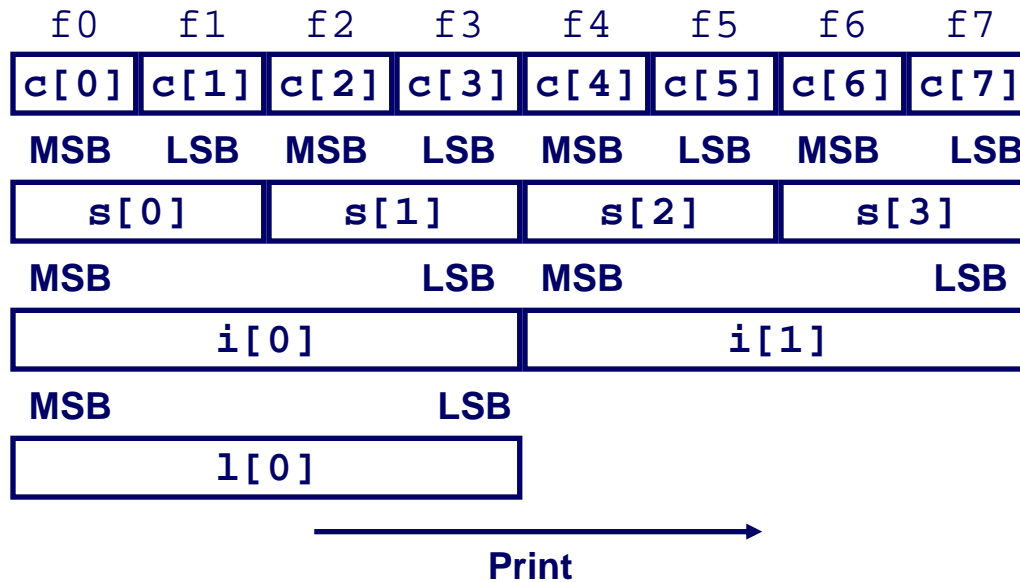 f0 f1 f2 f3 f4 f5 f6 f7
c[0] c[1] c[2] c[3] c[4] c[5] c[6] c[7]
MSB LSB MSB LSB MSB LSB MSB LSB
s[0] s[1] s[2] s[3]
MSB LSB MSB LSB
i[0] i[1]
MSB LSB
l[0]
Print